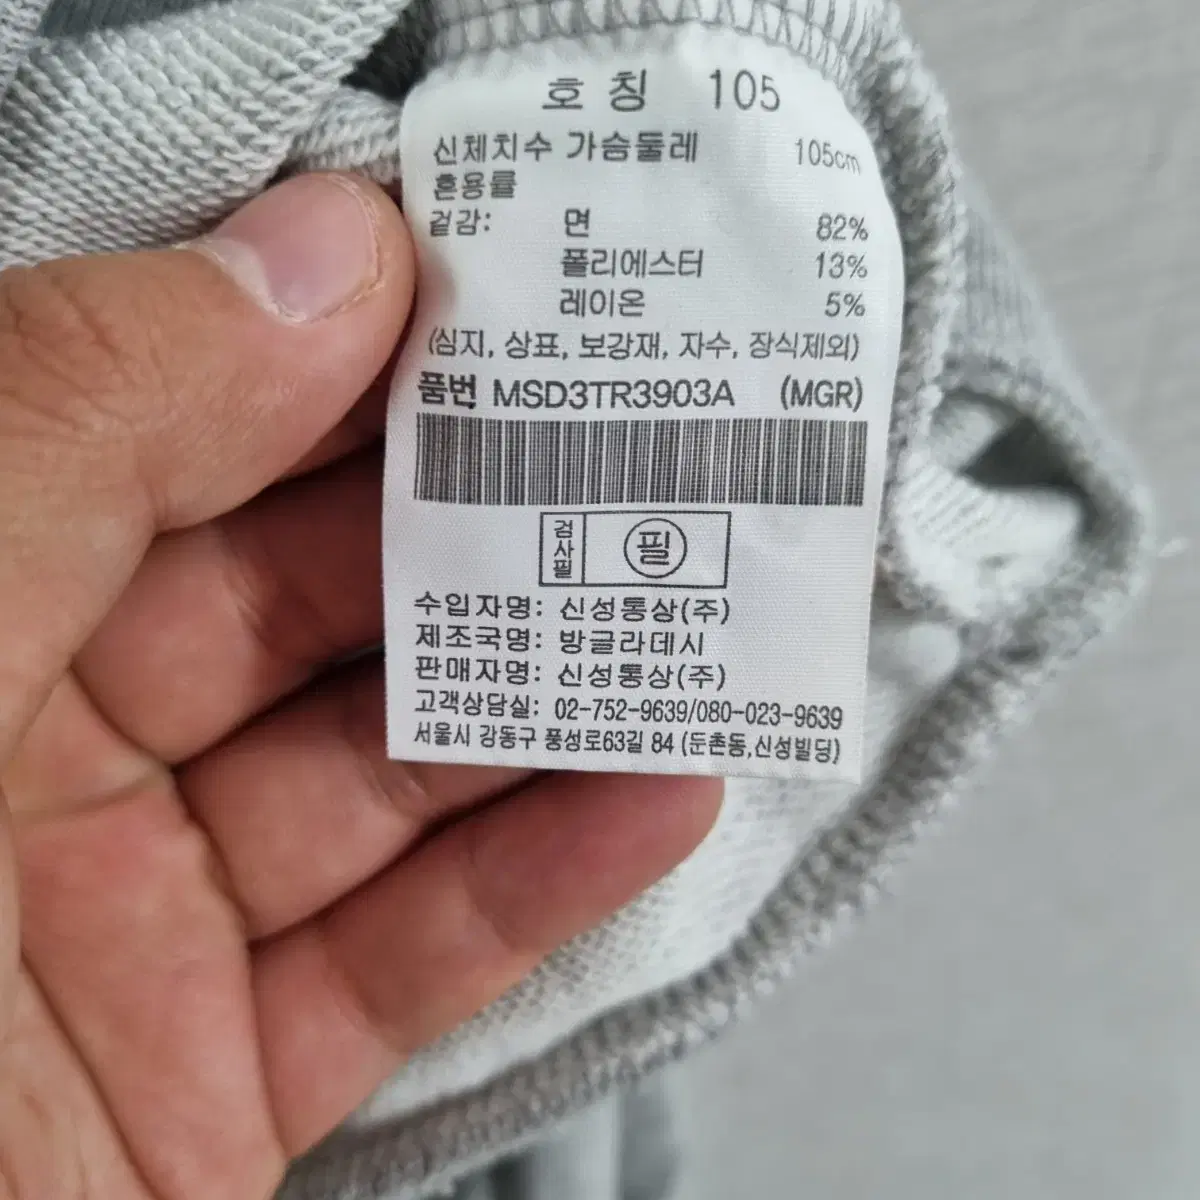 호칭 105
신체치수 가슴둘레 105cm
혼용률
겉감: 면 82%
폴리에스터 13%
레이온 5%
(심지, 상표, 보강재, 자수, 장식제외)
품번 MSD3TR3903A (MGR)
검사필 필
수입자명: 신성통상(주)
제조국명: 방글라데시
판매자명: 신성통상(주)
고객상담실: 02-752-9639/080-023-9639
서울시 강동구 풍성로63길 84 (둔촌동,신성빌딩)